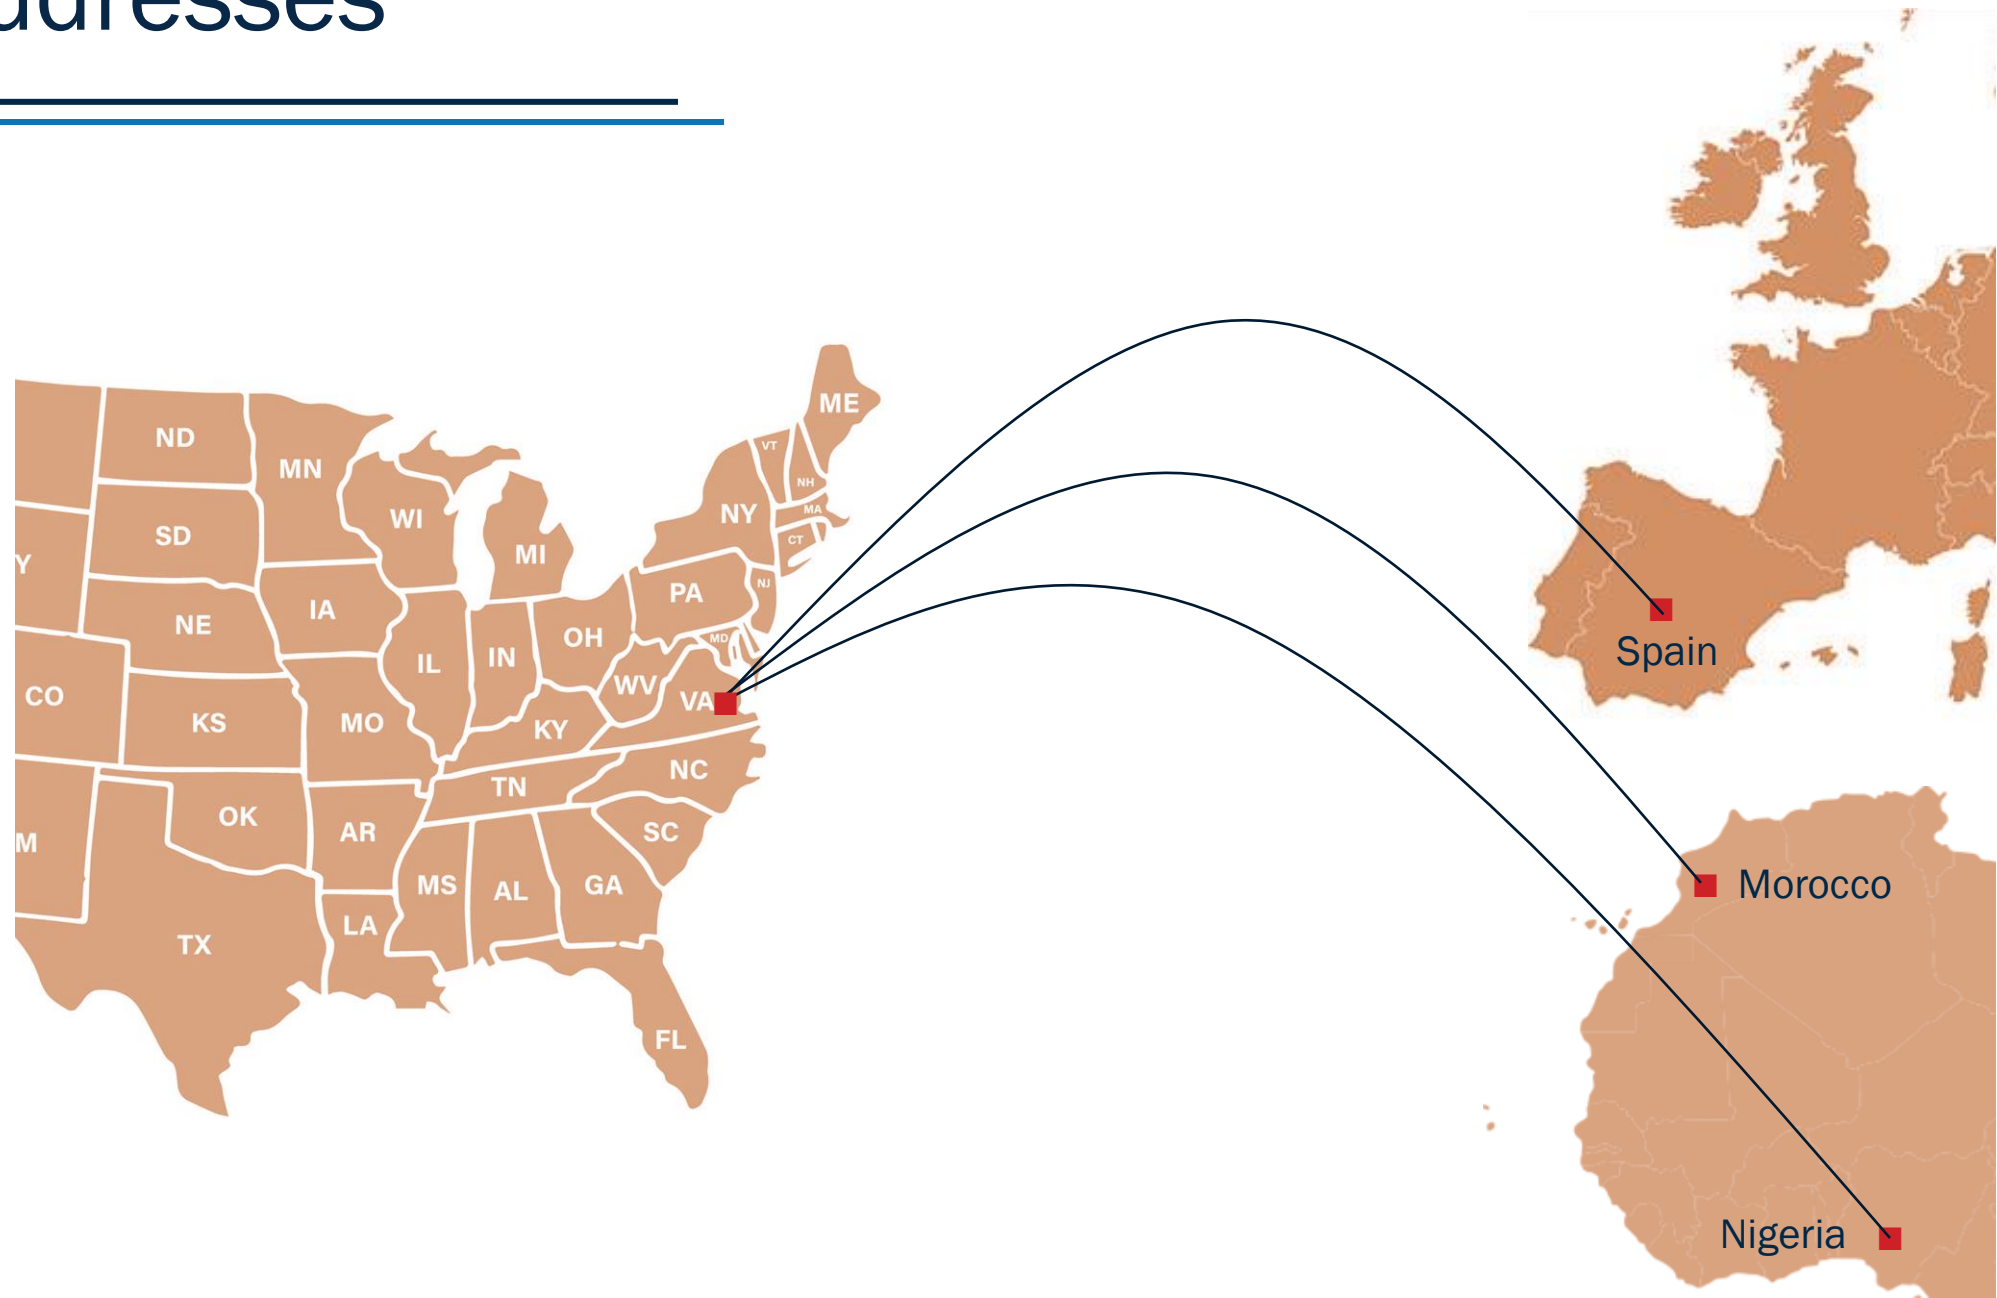 ddresses
ME
VT
ND
MN
NH
MA
NY
WI
SD
CT
MI
Y
NJ
PA
IA
NE
OH
MD
Spain
IN
IL
WV
CO
VA
KS
MO
KY
NC
TN
OK
AR
SC
M
MS
GA
Morocco
AL
LA
TX
FL
Nigeria